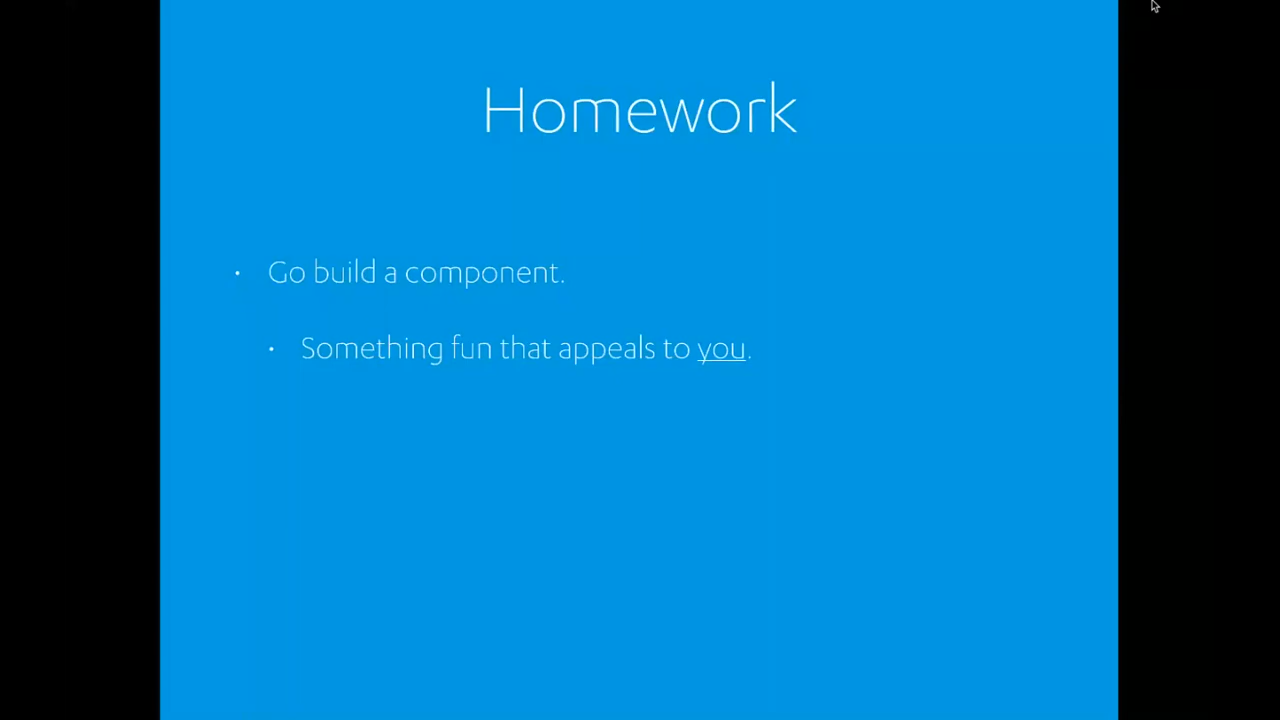 Homework
• Go build a component.
• Something fun that appeals to you.